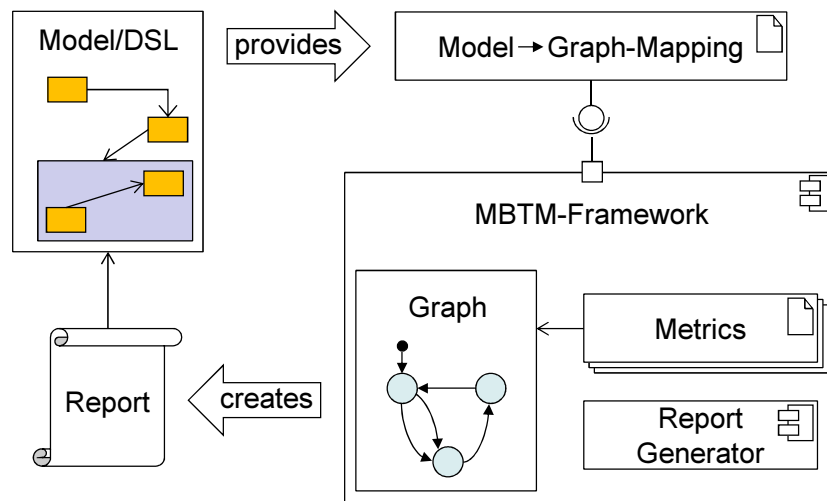 Model/DSL
provides
Model→Graph-Mapping
MBTM-Framework
Graph
Metrics
Report
creates
Report
Generator